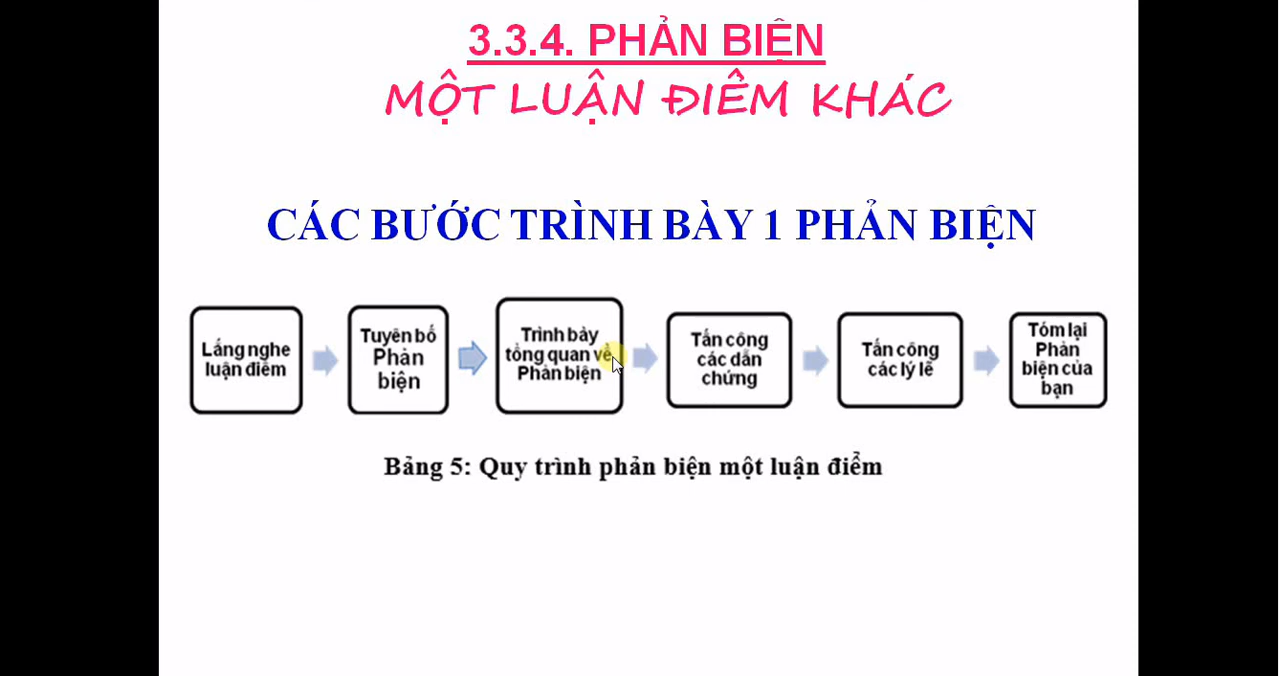 3.3.4. PHẢN BIỆN
MỘT LUẬN ĐIỂM KHÁC
CÁC BƯỚC TRÌNH BÀY 1 PHẢN BIỆN
Lắng nghe
luận điểm
Tuyên bố
Phản
biện
Trình bày
tổng quan về
Phản biện
Tấn công
các dẫn
chứng
Tấn công
các lý lẽ
Tóm lại
Phản
biện của
bạn
Bảng 5: Quy trình phản biện một luận điểm